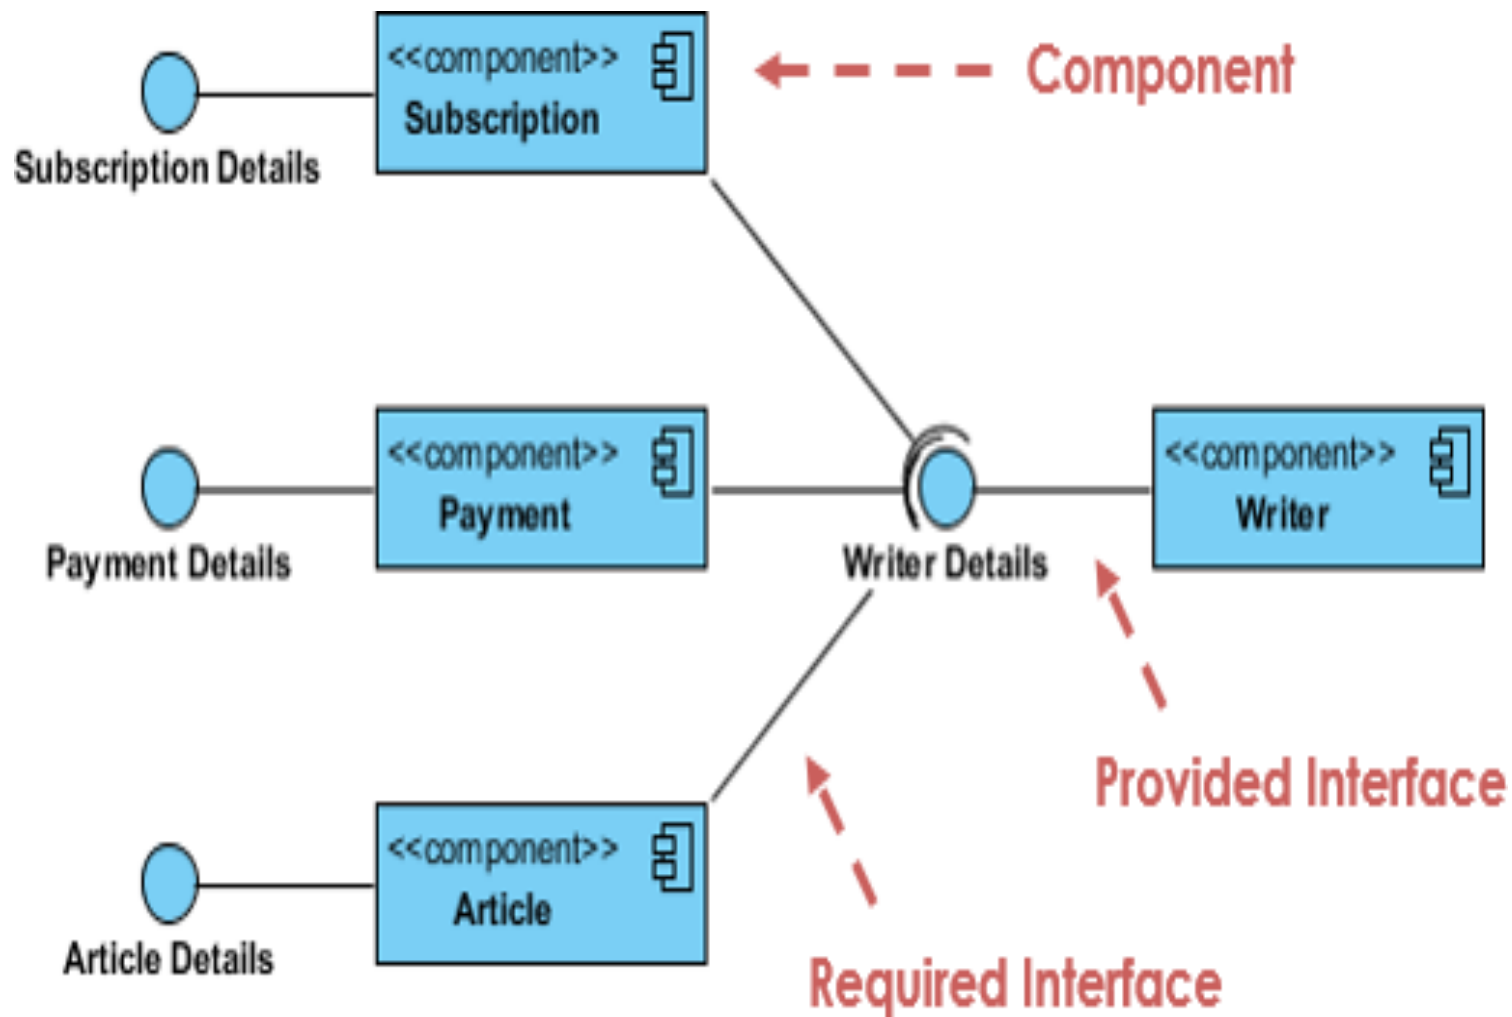 <<component>>
Subscription
Component
Subscription Details
<<component>>
Payment
<<component>>
Writer
Payment Details
Writer Details
Provided Interface
<<component>>
Article
Article Details
Required Interface